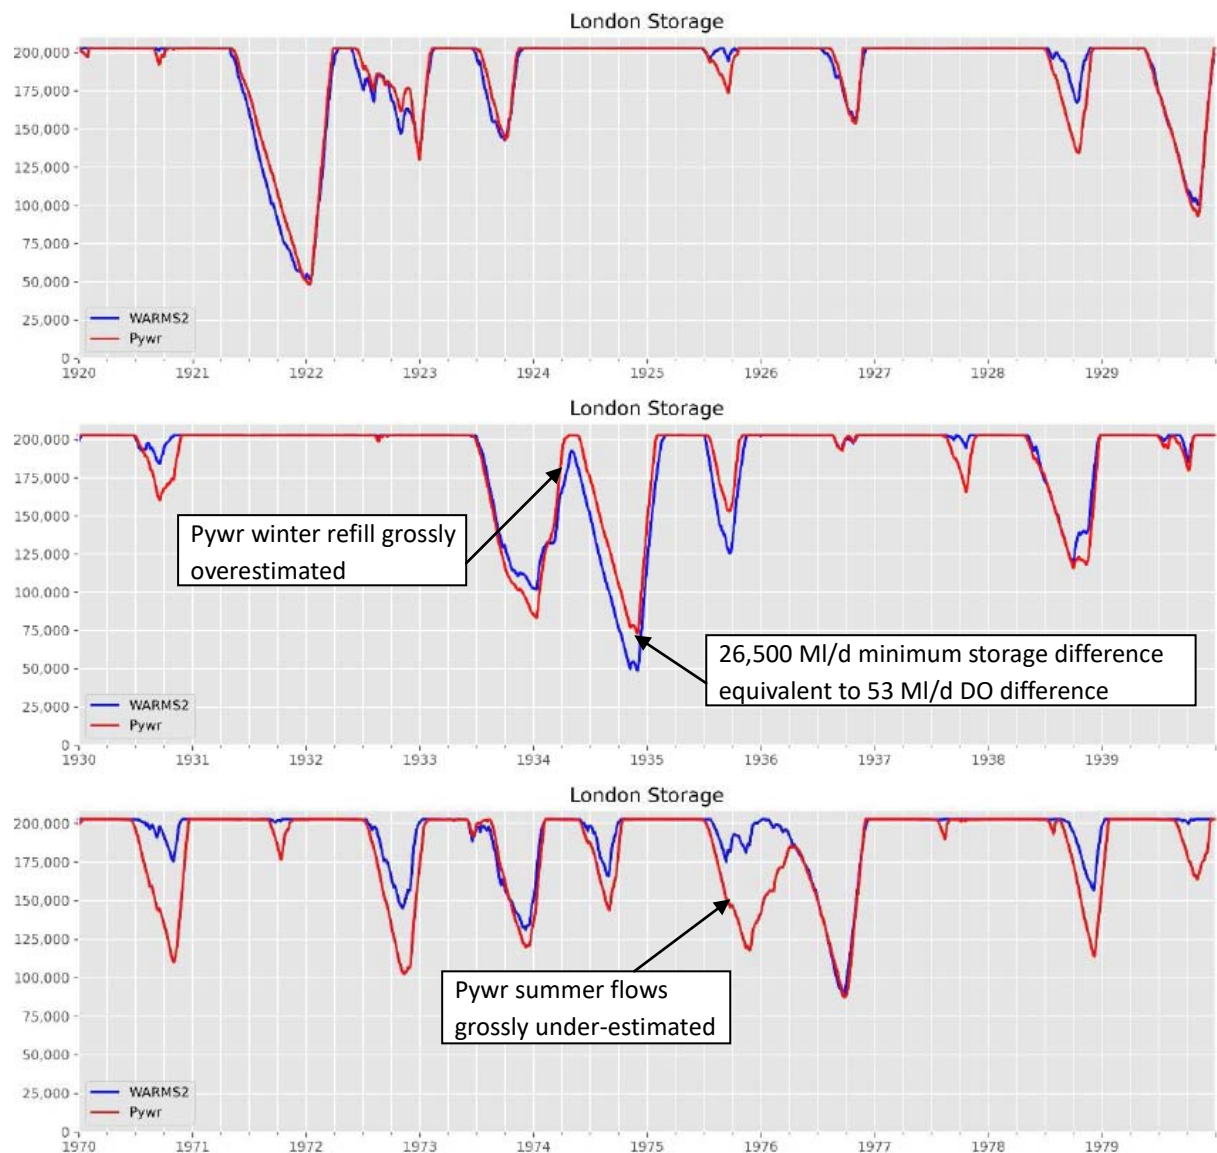 London Storage
200,000
175,000
150,000
125,000
100,000
75,000
50,000
25,000
0
WARMS2
Pywr
1920 1921 1922 1923 1924 1925 1926 1927 1928 1929
London Storage
200,000
175,000
150,000
125,000
100,000
75,000
50,000
25,000
0
Pywr winter refill grossly
overestimated
26,500 Ml/d minimum storage difference
equivalent to 53 Ml/d DO difference
WARMS2
Pywr
1930 1931 1932 1933 1934 1935 1936 1937 1938 1939
London Storage
200,000
175,000
150,000
125,000
100,000
75,000
50,000
25,000
0
Pywr summer flows
grossly under-estimated
WARMS2
Pywr
1970 1971 1972 1973 1974 1975 1976 1977 1978 1979